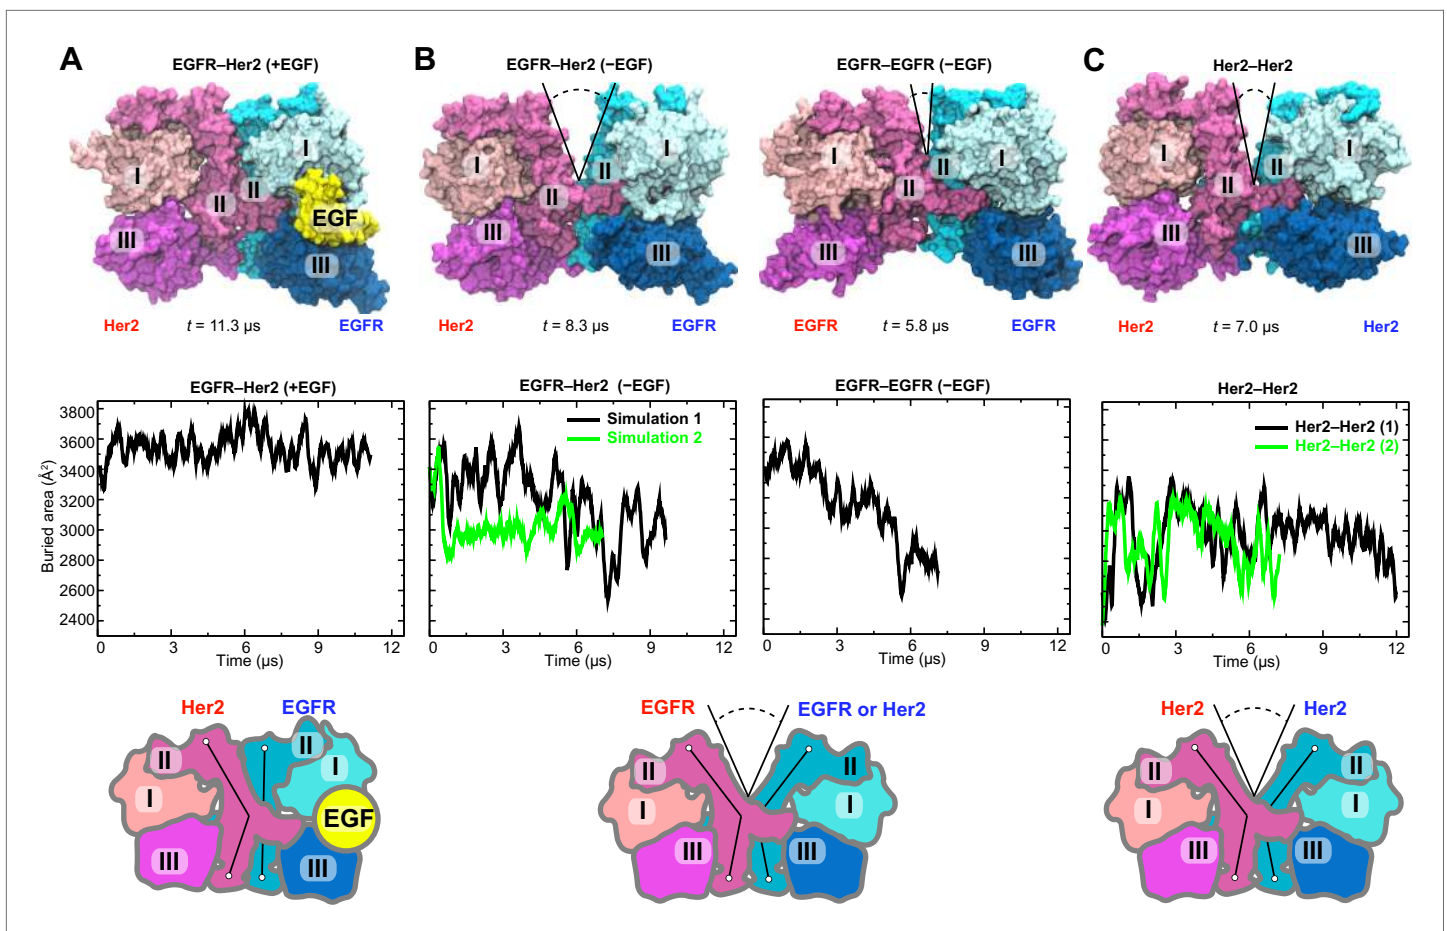 A
B
C
EGFR–Her2 (+EGF)
EGFR–Her2 (−EGF)
EGFR–EGFR (−EGF)
Her2–Her2
I
II
II
I
EGF
III
III
I
II
II
I
III
III
I
II
II
I
III
III
I
II
II
I
III
III
Her2
t = 11.3 µs
EGFR
Her2
t = 8.3 µs
EGFR
EGFR
t = 5.8 µs
EGFR
Her2
t = 7.0 µs
Her2
EGFR–Her2 (+EGF)
EGFR–Her2 (−EGF)
EGFR–EGFR (−EGF)
Her2–Her2
Simulation 1
Simulation 2
Her2–Her2 (1)
Her2–Her2 (2)
Buried area (Å²)
3800
3600
3400
3200
3000
2800
2600
2400
0 3 6 9 12
Time (µs)
0 3 6 9 12
Time (µs)
0 3 6 9 12
Time (µs)
0 3 6 9 12
Time (µs)
Her2
EGFR
II
II
I
I
EGF
III
III
EGFR
EGFR or Her2
II
II
I
I
III
III
Her2
Her2
II
II
I
I
III
III